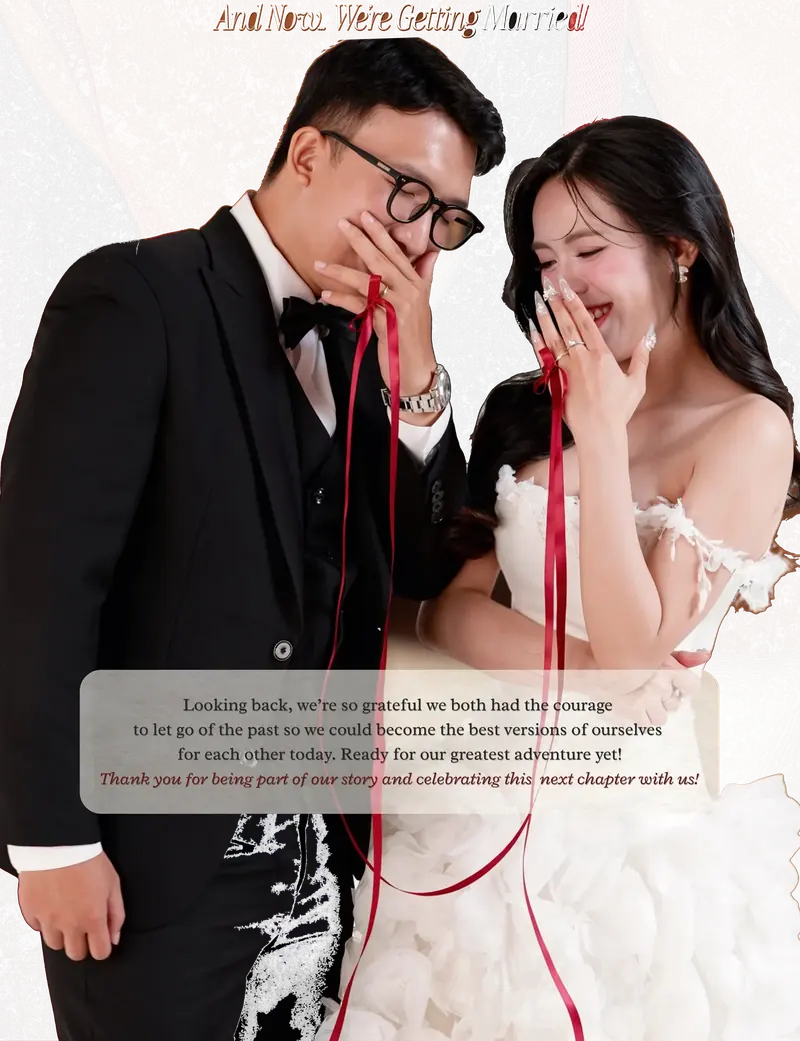 And Now... We're Getting Married!
Looking back, we're so grateful we both had the courage
to let go of the past so we could become the best versions of ourselves
for each other today. Ready for our greatest adventure yet!
Thank you for being part of our story and celebrating this next chapter with us!